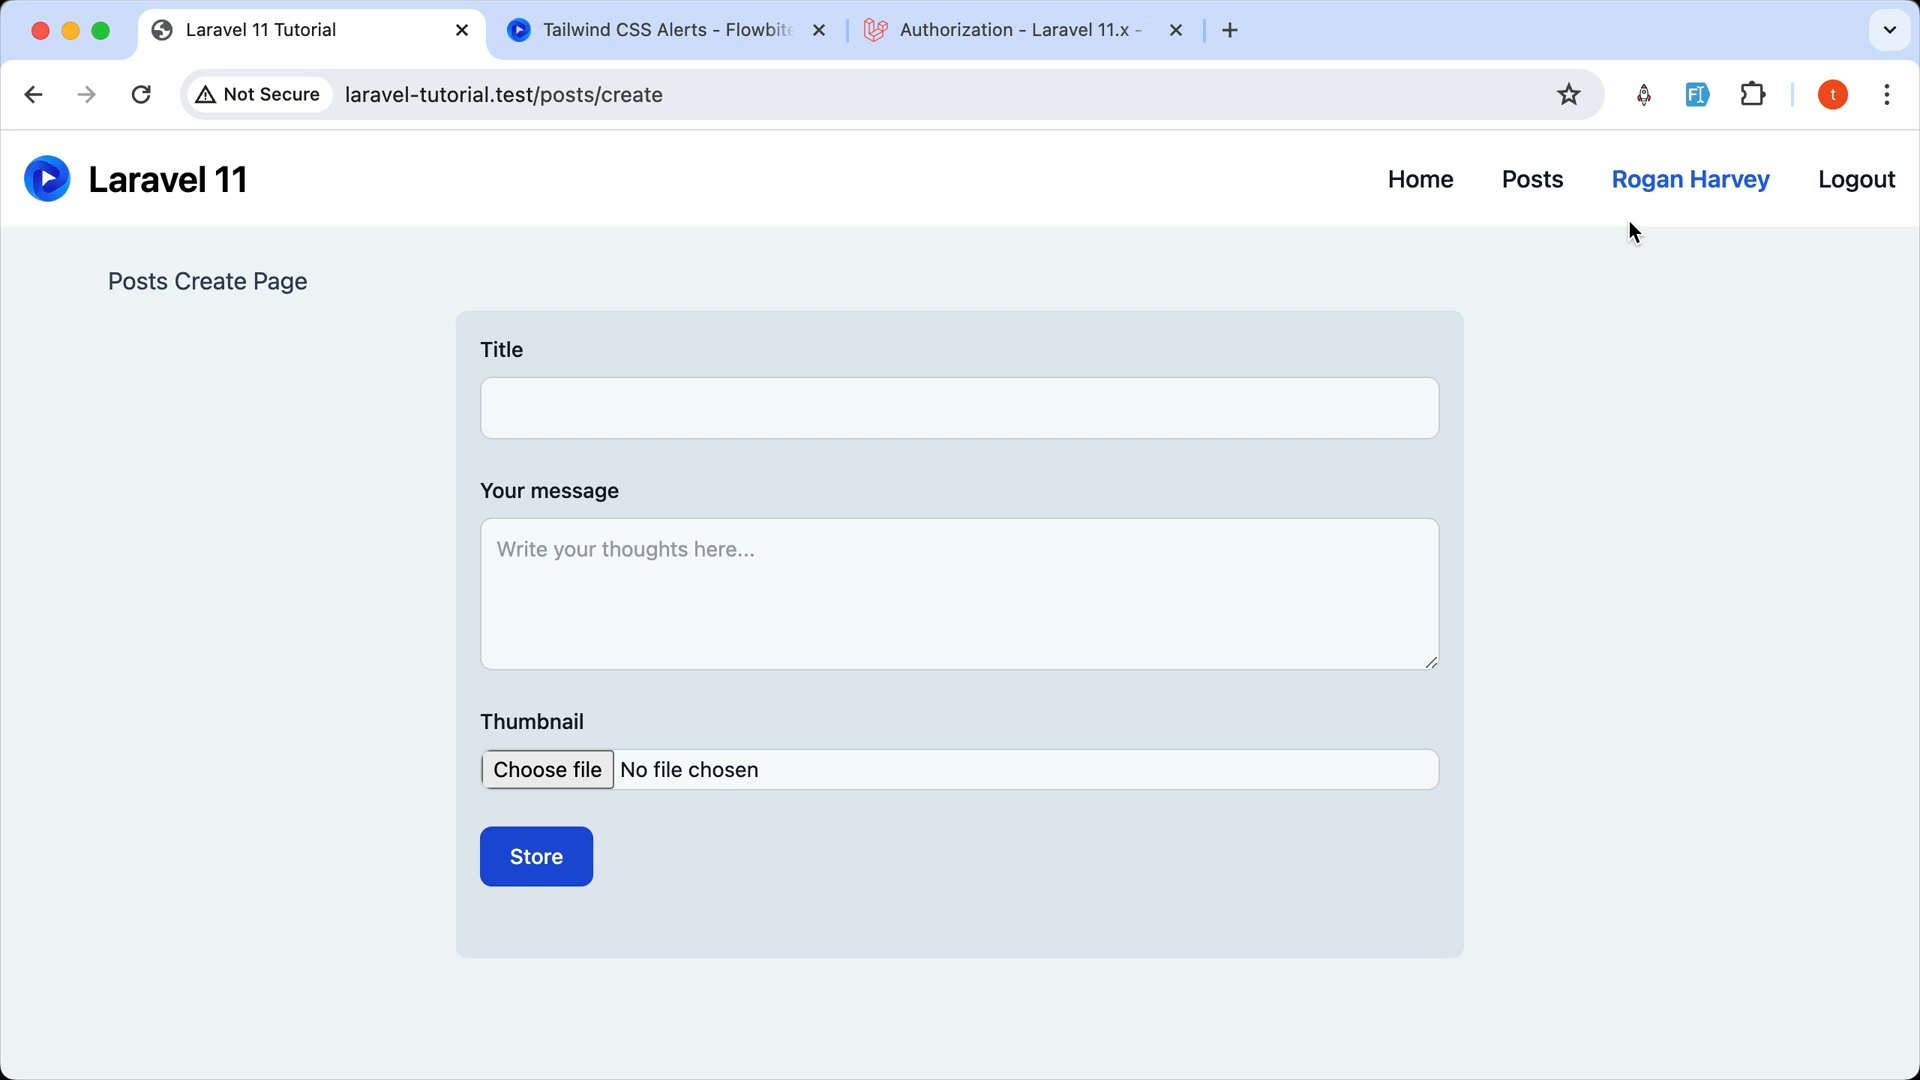 Laravel 11 Tutorial
Tailwind CSS Alerts - Flowbite
Authorization - Laravel 11.x -
Not Secure
laravel-tutorial.test/posts/create
t
Laravel 11
Home
Posts
Rogan Harvey
Logout
Posts Create Page
Title
Your message
Write your thoughts here...
Thumbnail
Choose file No file chosen
Store